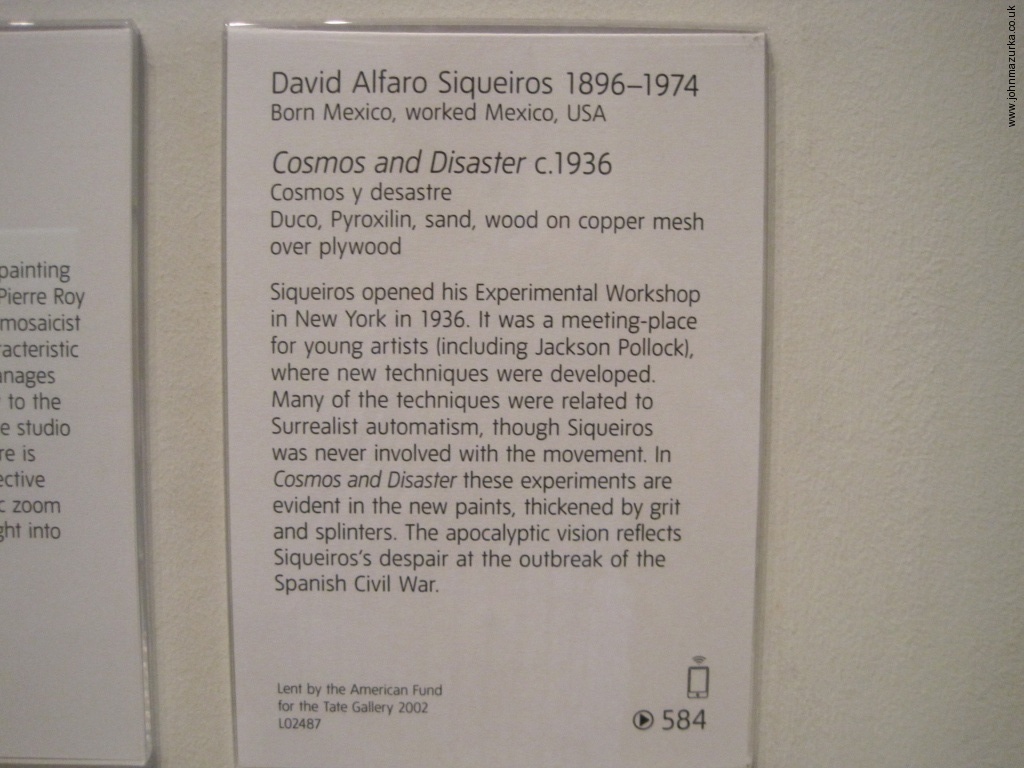 David Alfaro Siqueiros 1896–1974
Born Mexico, worked Mexico, USA
Cosmos and Disaster c.1936
Cosmos y desastre
Duco, Pyroxilin, sand, wood on copper mesh
over plywood
Siqueiros opened his Experimental Workshop
in New York in 1936. It was a meeting-place
for young artists (including Jackson Pollock),
where new techniques were developed.
Many of the techniques were related to
Surrealist automatism, though Siqueiros
was never involved with the movement. In
Cosmos and Disaster these experiments are
evident in the new paints, thickened by grit
and splinters. The apocalyptic vision reflects
Siqueiros's despair at the outbreak of the
Spanish Civil War.
Lent by the American Fund
for the Tate Gallery 2002
L02487
584
painting
Pierre Roy
mosaicist
to the
studio
is
zoom
into
www.johnmazurka.co.uk